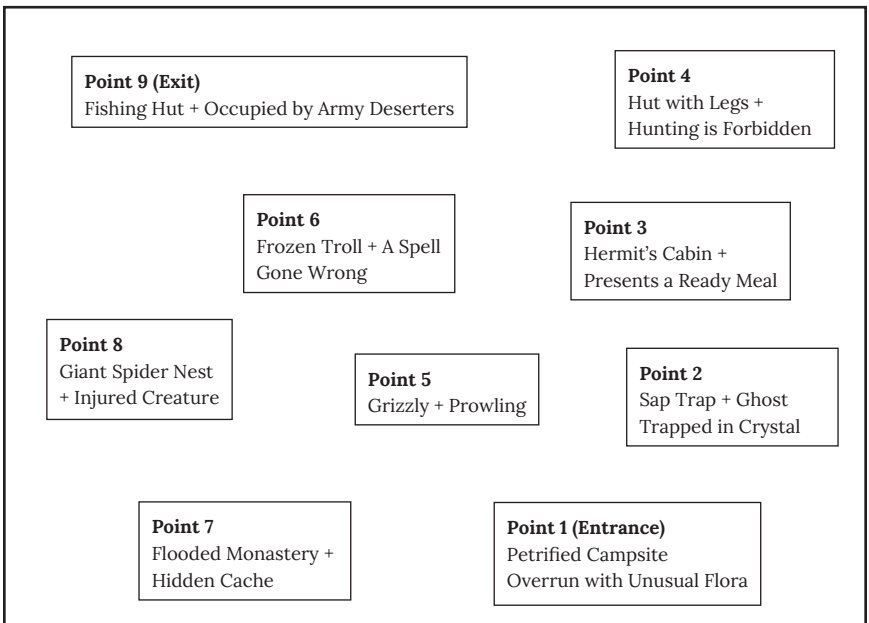 Point 9 (Exit)
Fishing Hut + Occupied by Army Deserters
Point 4
Hut with Legs +
Hunting is Forbidden
Point 6
Frozen Troll + A Spell
Gone Wrong
Point 3
Hermit's Cabin +
Presents a Ready Meal
Point 8
Giant Spider Nest
+ Injured Creature
Point 5
Grizzly + Prowling
Point 2
Sap Trap + Ghost
Trapped in Crystal
Point 7
Flooded Monastery +
Hidden Cache
Point 1 (Entrance)
Petrified Campsite
Overrun with Unusual Flora